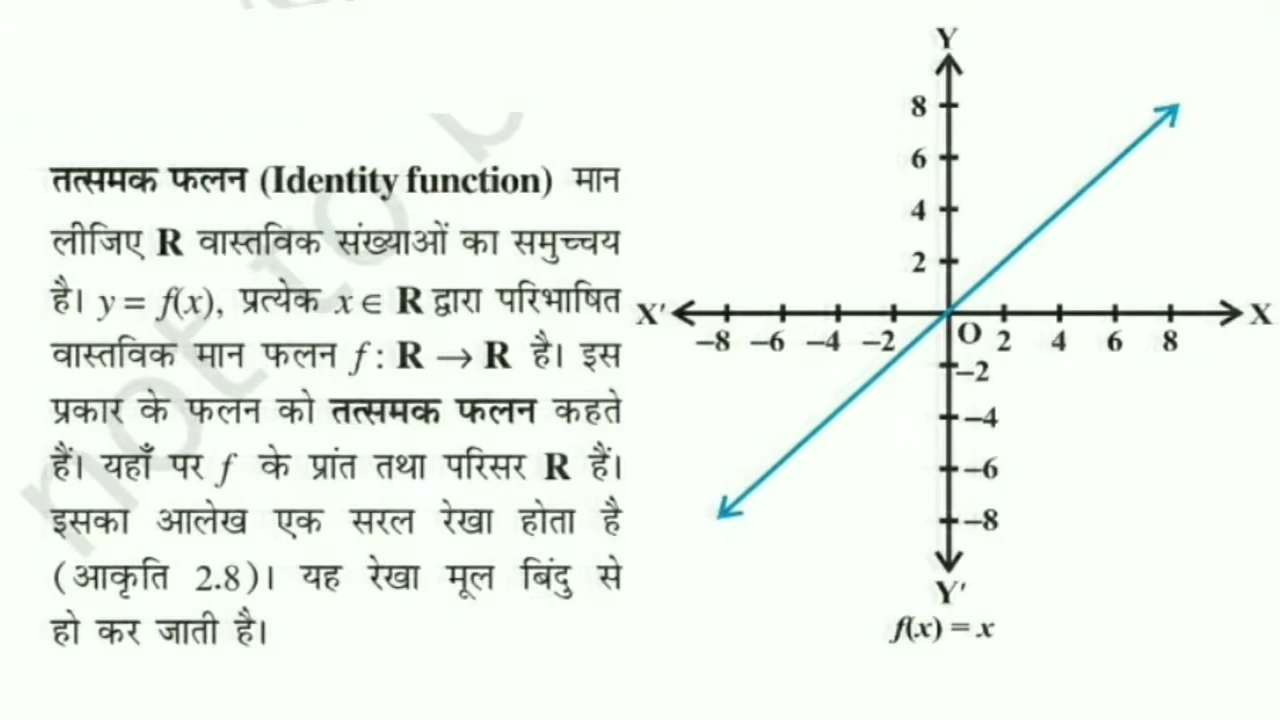 तत्समक फलन (Identity function) मान
लीजिए R वास्तविक संख्याओं का समुच्चय
है। y = f(x), प्रत्येक x ∈ R द्वारा परिभाषित
वास्तविक मान फलन f : R → R है। इस
प्रकार के फलन को तत्समक फलन कहते
हैं। यहाँ पर f के प्रांत तथा परिसर R हैं।
इसका आलेख एक सरल रेखा होता है
(आकृति 2.8)। यह रेखा मूल बिंदु से
हो कर जाती है।
Y
8
6
4
2
X′
X
–8 –6 –4 –2 O 2 4 6 8
–2
–4
–6
–8
Y′
f(x) = x
not to b